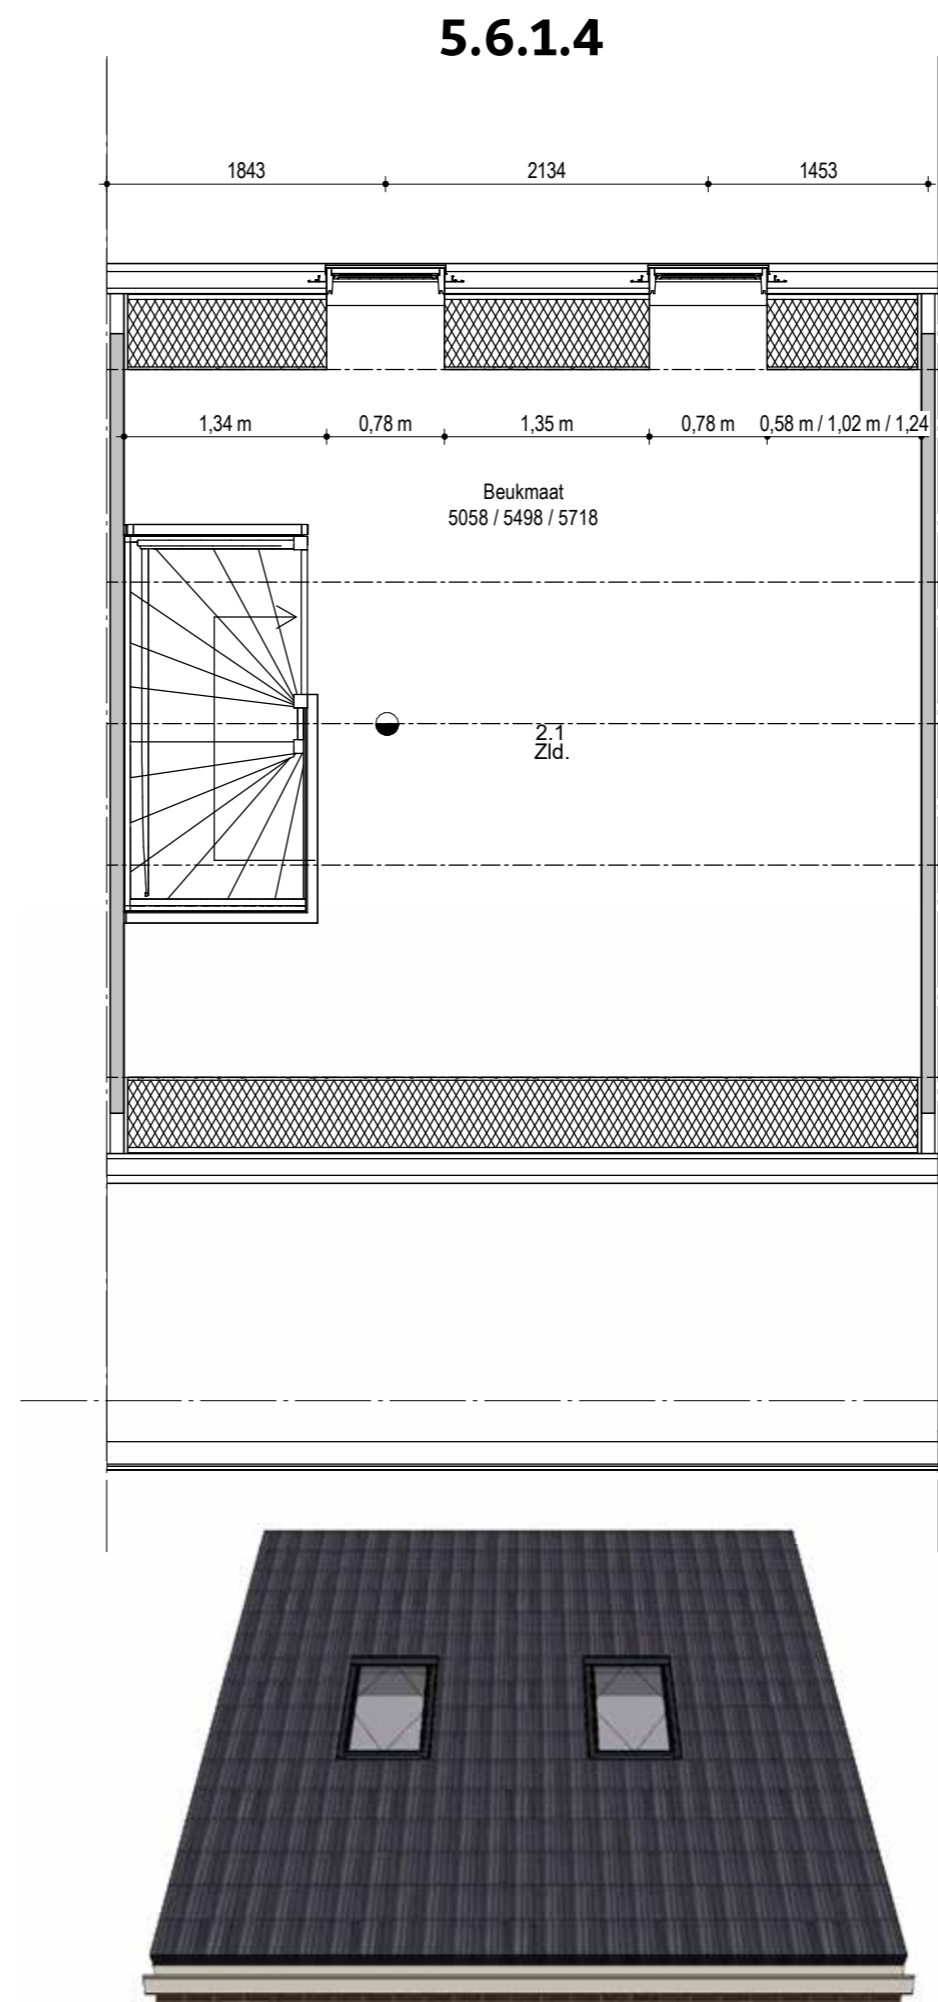 5.6.1.4
1843 2134 1453
1,34 m 0,78 m 1,35 m 0,78 m 0,58 m / 1,02 m / 1,24
Beukmaat
5058 / 5498 / 5718
2.1
Zld.